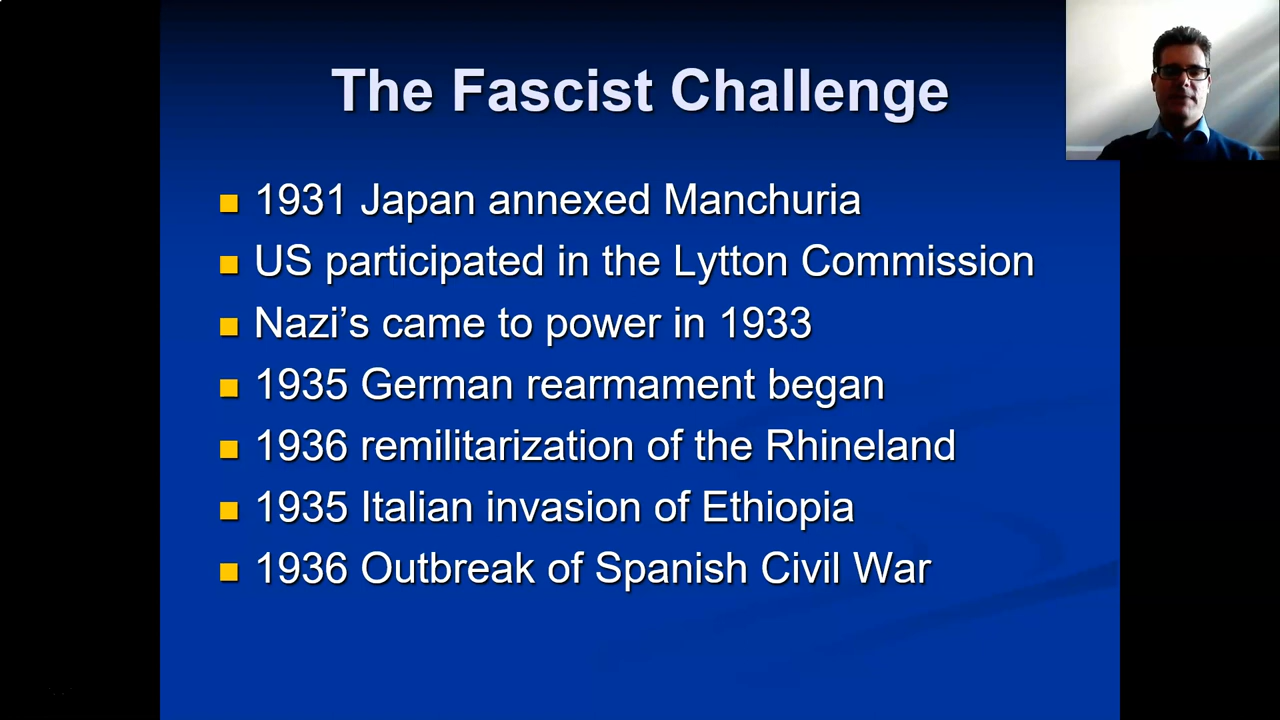 The Fascist Challenge
1931 Japan annexed Manchuria
US participated in the Lytton Commission
Nazi’s came to power in 1933
1935 German rearmament began
1936 remilitarization of the Rhineland
1935 Italian invasion of Ethiopia
1936 Outbreak of Spanish Civil War